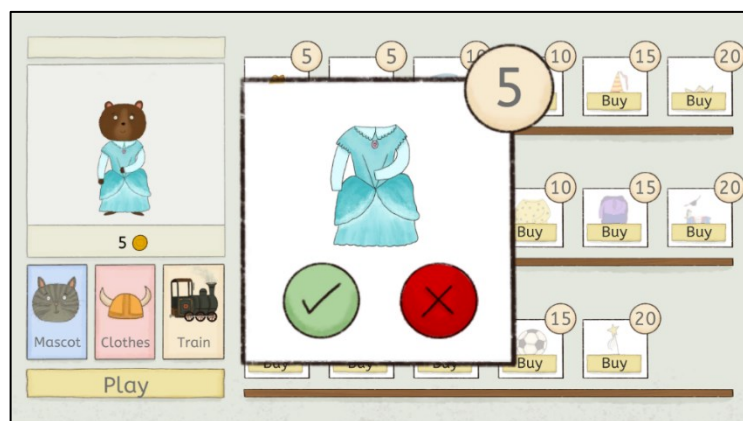 5 5 10 10 15 20
5
Buy Buy
5
10 15 20
Buy Buy Buy
Mascot Clothes Train
15 20
Buy Buy
Play